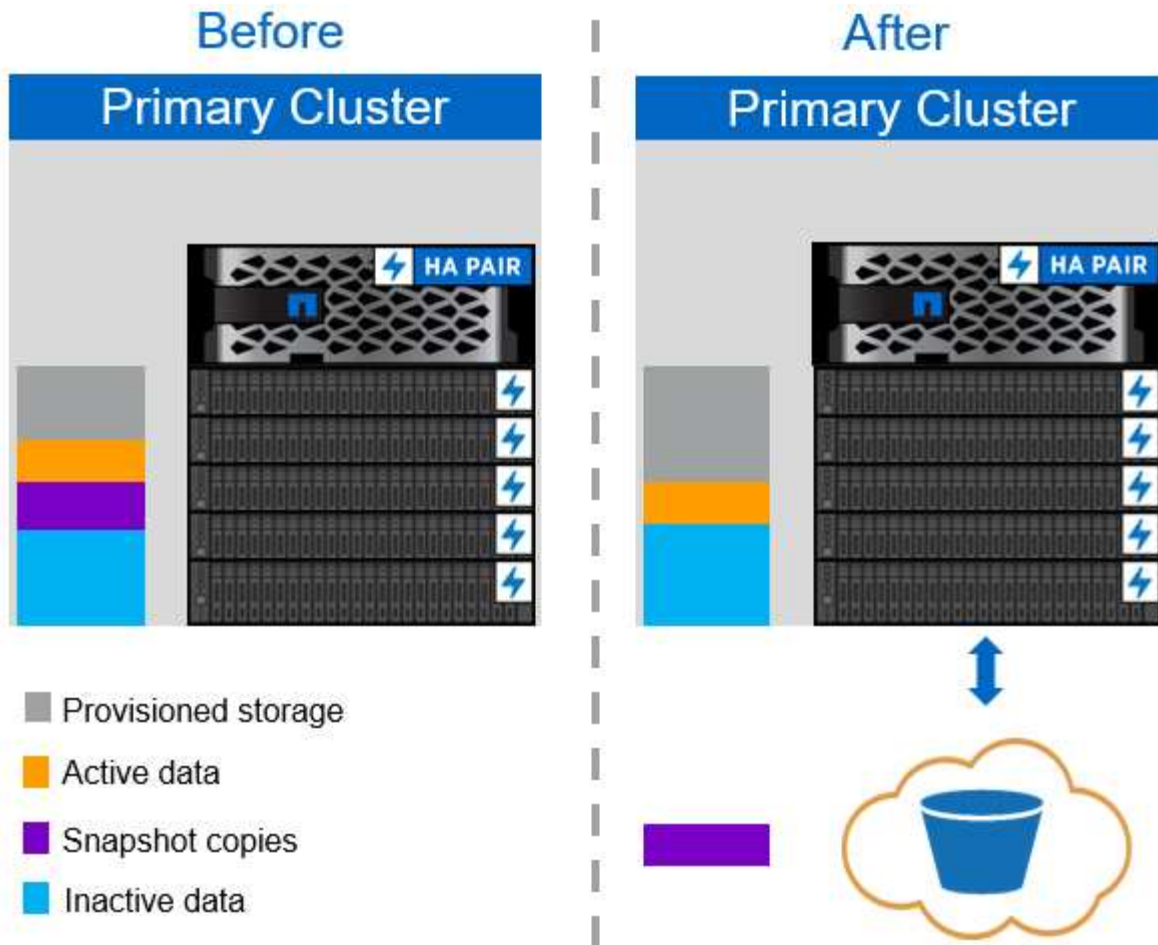 Before
Primary Cluster
HA PAIR
Provisioned storage
Active data
Snapshot copies
Inactive data
After
Primary Cluster
HA PAIR